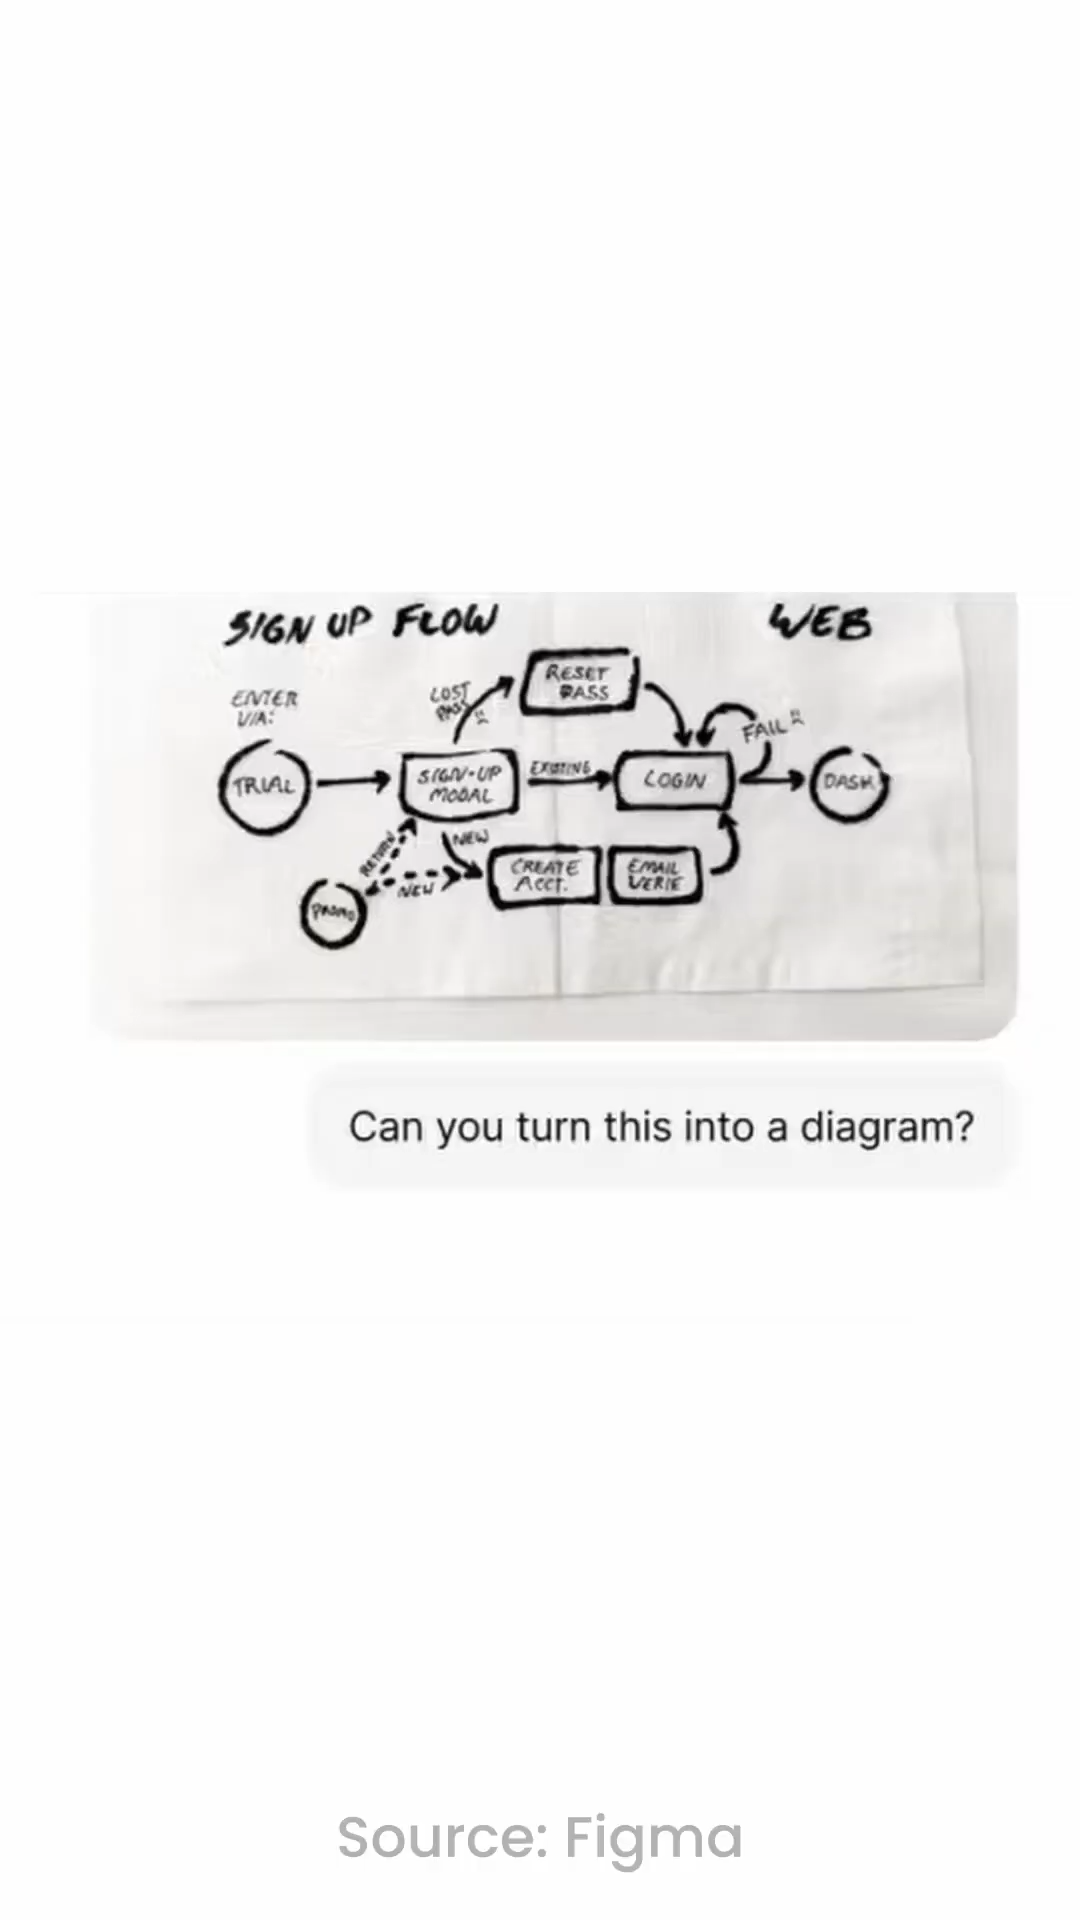 SIGN UP FLOW
WEB
ENTER
VIA:
LOST
PASS
RESET
PASS
FAIL
TRIAL
SIGN-UP
MODAL
EXISTING
LOGIN
DASH
RETURN
NEW
NEW
CREATE
ACCT.
EMAIL
VERIF
PROMO
Can you turn this into a diagram?
Source: Figma